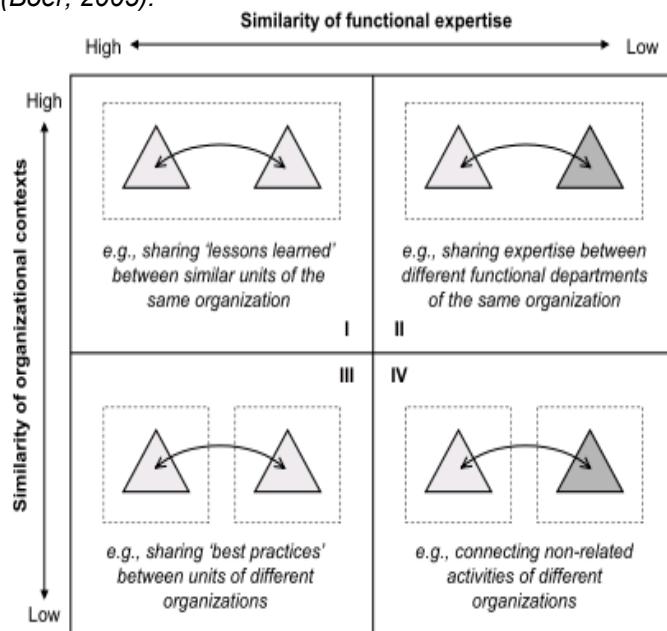 (Boer, 2005).
Similarity of functional expertise
High
Low
High
Similarity of organizational contexts
Low
e.g., sharing ‘lessons learned’
between similar units of the
same organization
I
e.g., sharing expertise between
different functional departments
of the same organization
II
III
e.g., sharing ‘best practices’
between units of different
organizations
IV
e.g., connecting non-related
activities of different
organizations